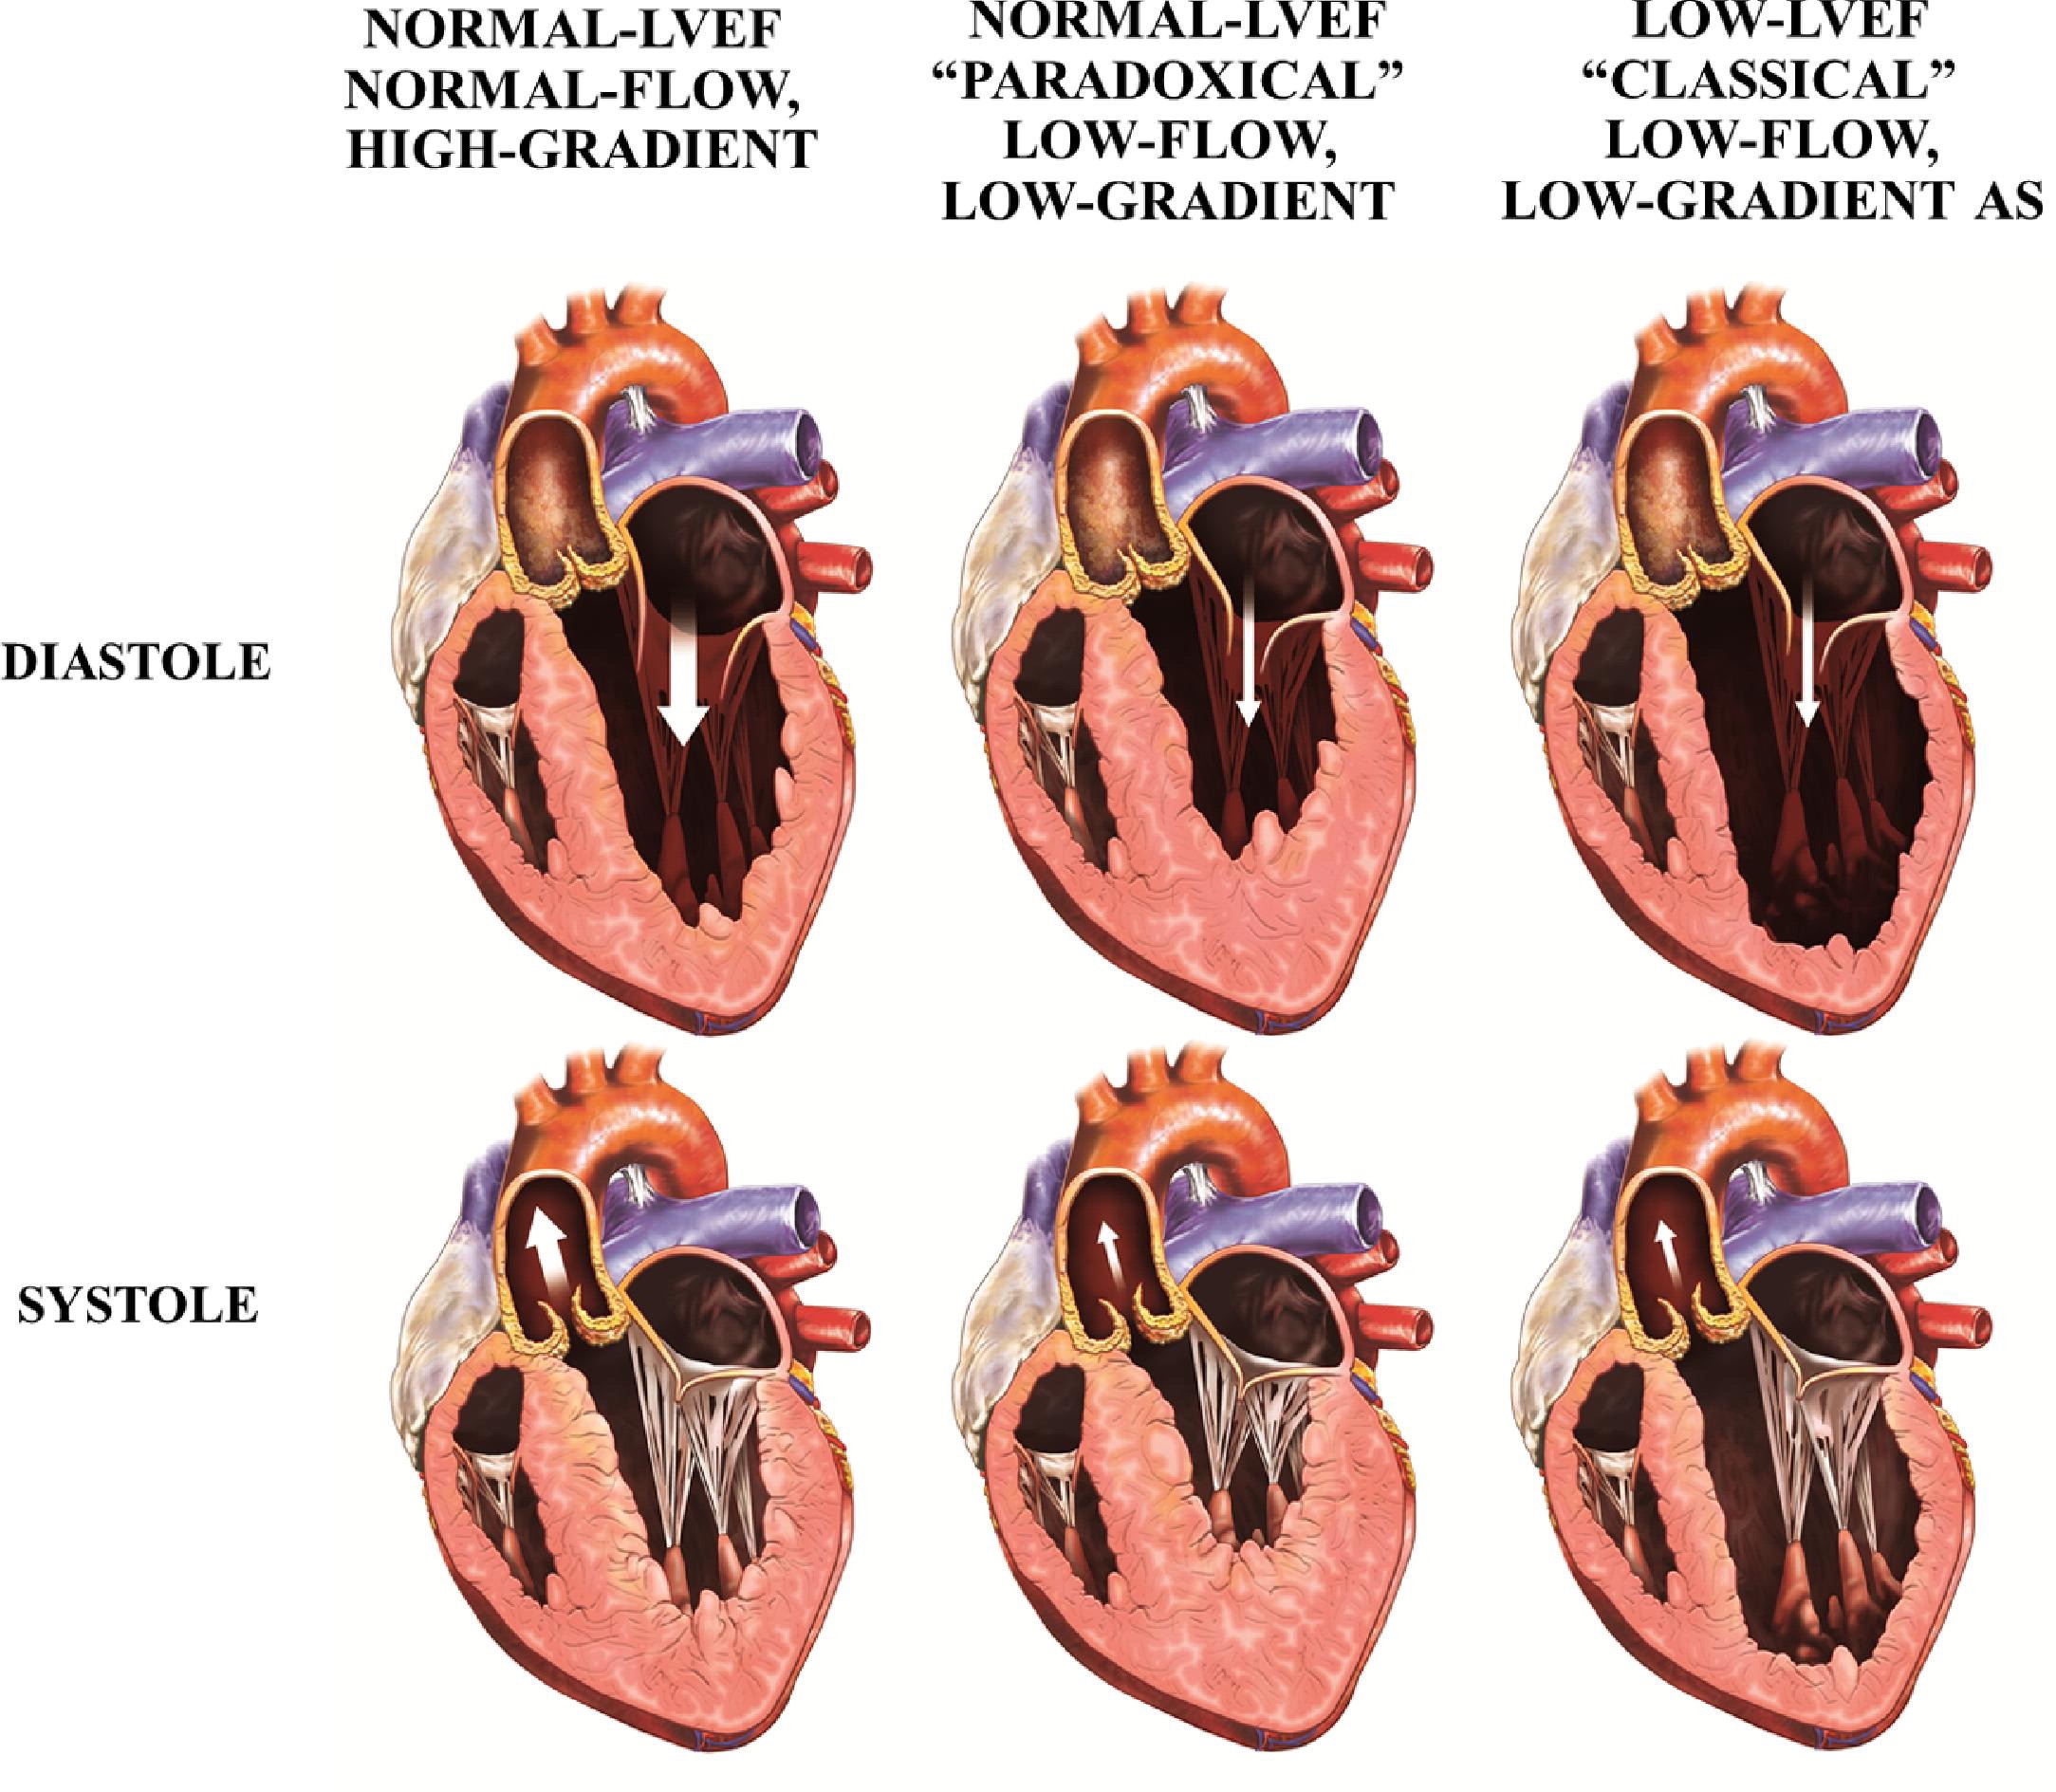 NORMAL-LVEF
NORMAL-FLOW,
HIGH-GRADIENT
NORMAL-LVEF
“PARADOXICAL”
LOW-FLOW,
LOW-GRADIENT
LOW-LVEF
“CLASSICAL”
LOW-FLOW,
LOW-GRADIENT AS
DIASTOLE
SYSTOLE